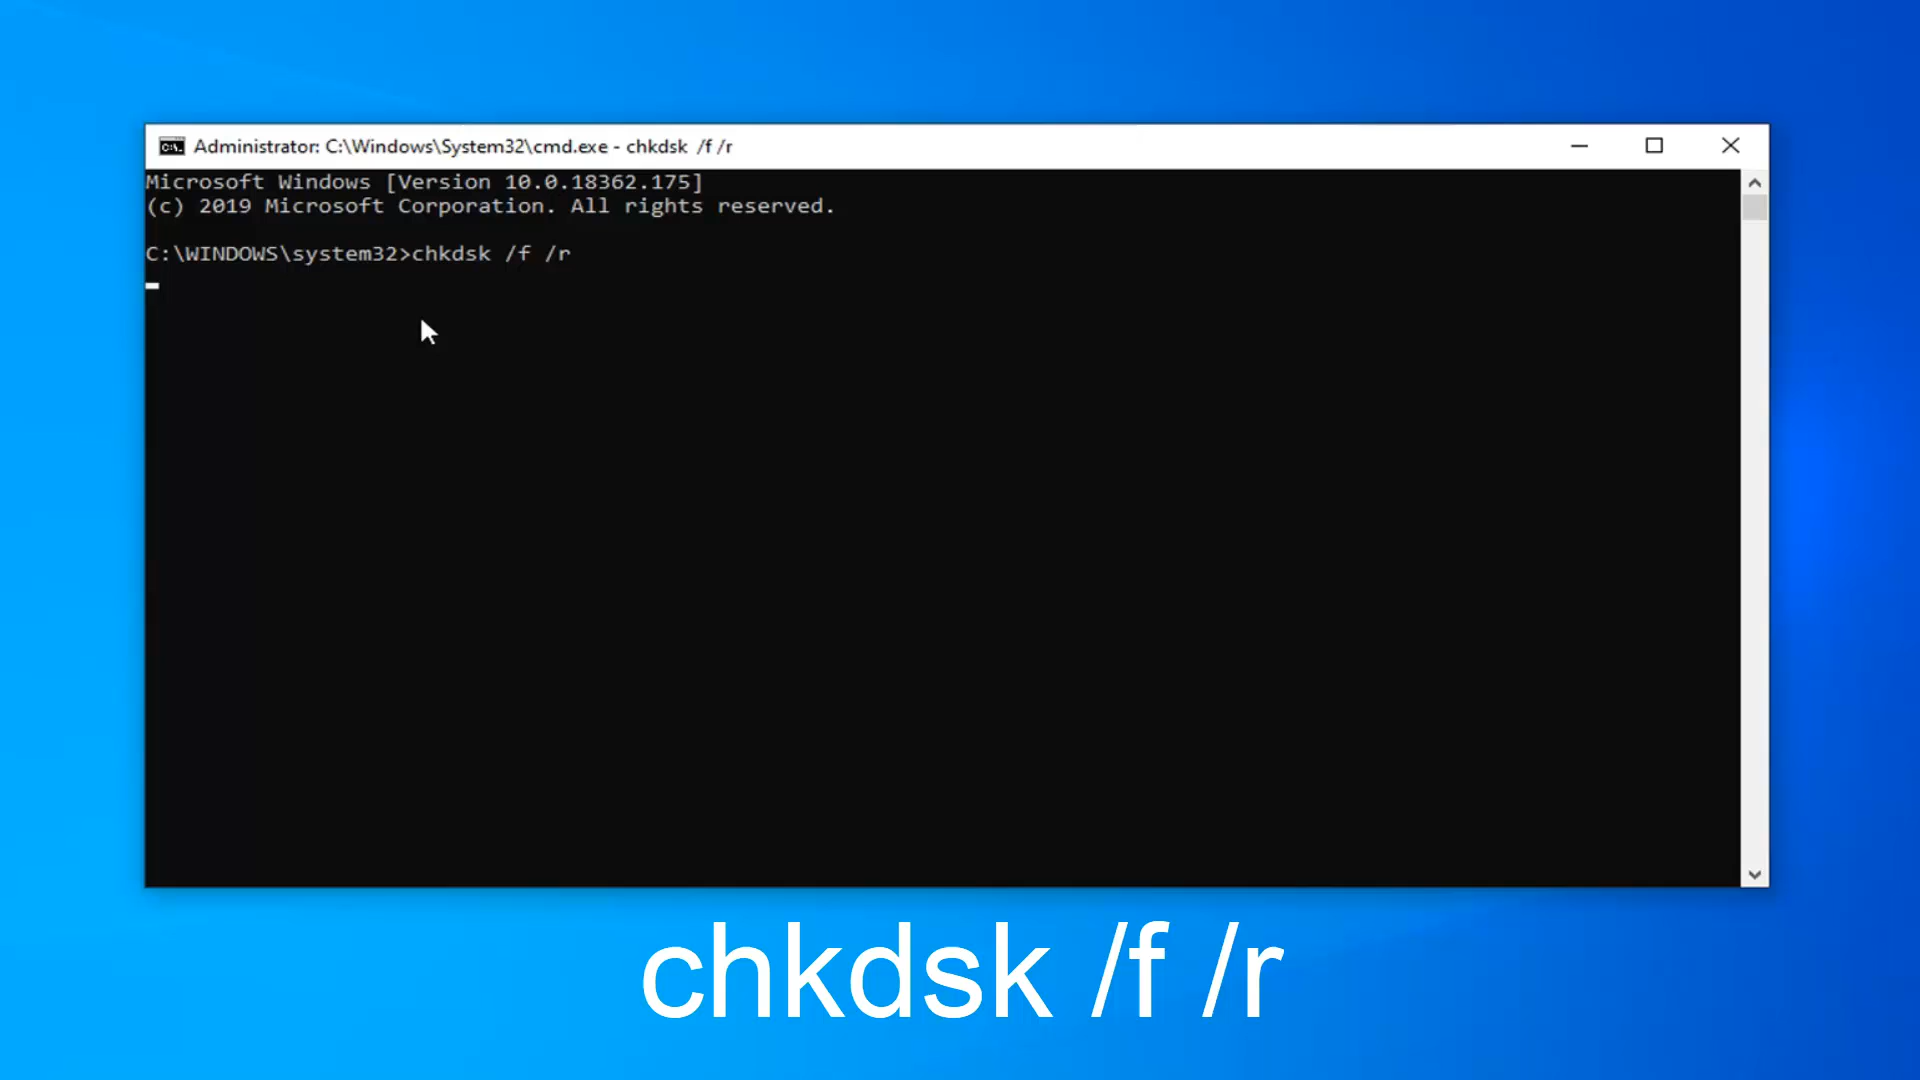 Administrator: C:\Windows\System32\cmd.exe - chkdsk /f /r
Microsoft Windows [Version 10.0.18362.175]
(c) 2019 Microsoft Corporation. All rights reserved.
C:\WINDOWS\system32>chkdsk /f /r
chkdsk /f /r